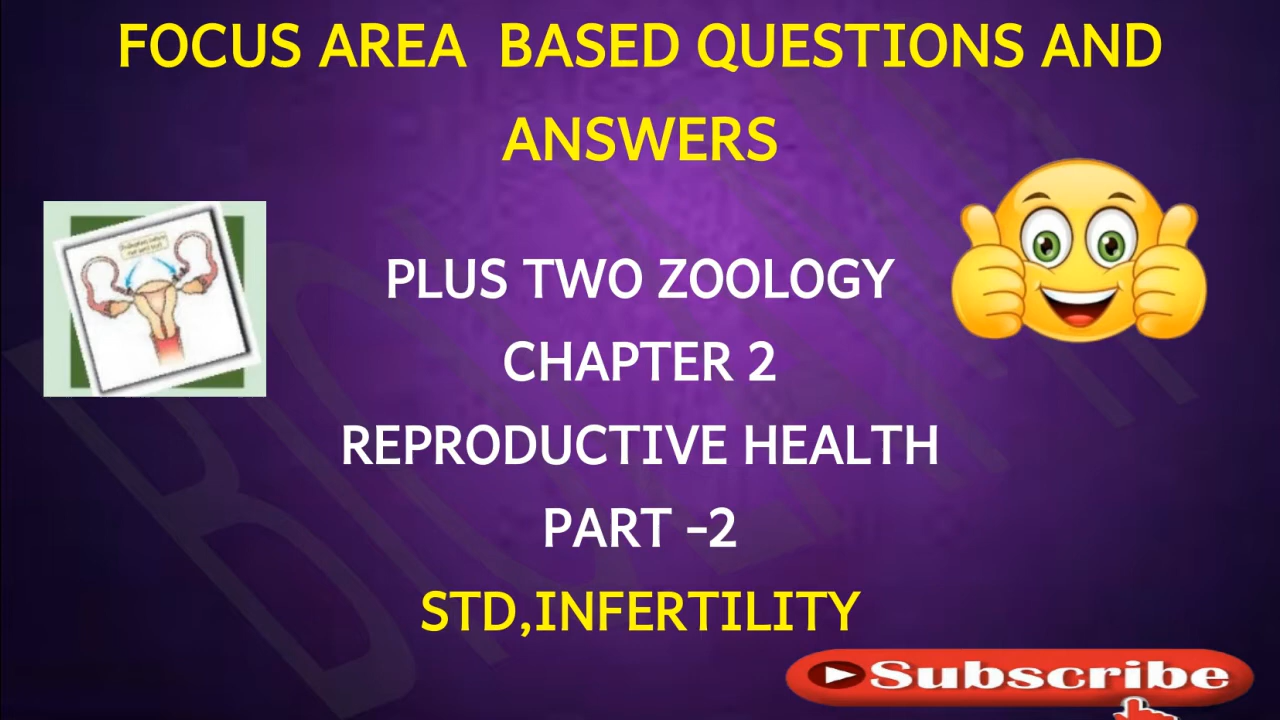 FOCUS AREA BASED QUESTIONS AND
ANSWERS
PLUS TWO ZOOLOGY
CHAPTER 2
REPRODUCTIVE HEALTH
PART -2
STD,INFERTILITY
Subscribe